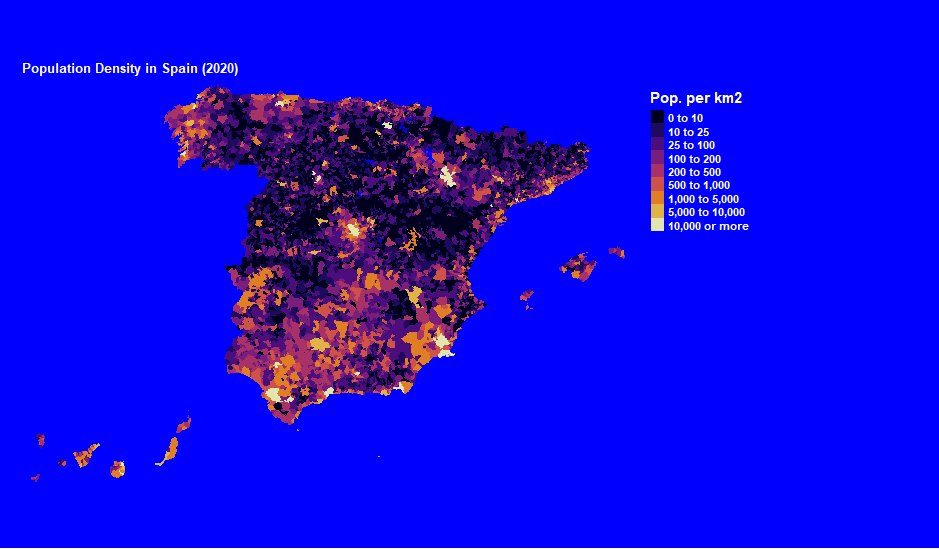 Population Density in Spain (2020)
Pop. per km2
0 to 10
10 to 25
25 to 100
100 to 200
200 to 500
500 to 1,000
1,000 to 5,000
5,000 to 10,000
10,000 or more